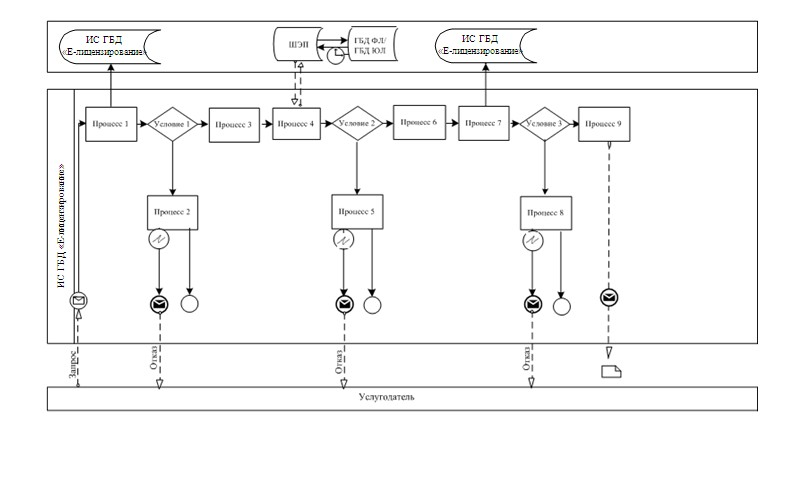 ИС ГБД
«Е-лицензирование»
ШЭП
ГБД ФЛ/
ГБД ЮЛ
ИС ГБД
«Е-лицензирование»
ИС ГБД «Е-лицензирование»
Процесс 1
Условие 1
Процесс 3
Процесс 4
Условие 2
Процесс 6
Процесс 7
Условие 3
Процесс 9
Процесс 2
Процесс 5
Процесс 8
Запрос
Отказ
Отказ
Отказ
Услугодатель